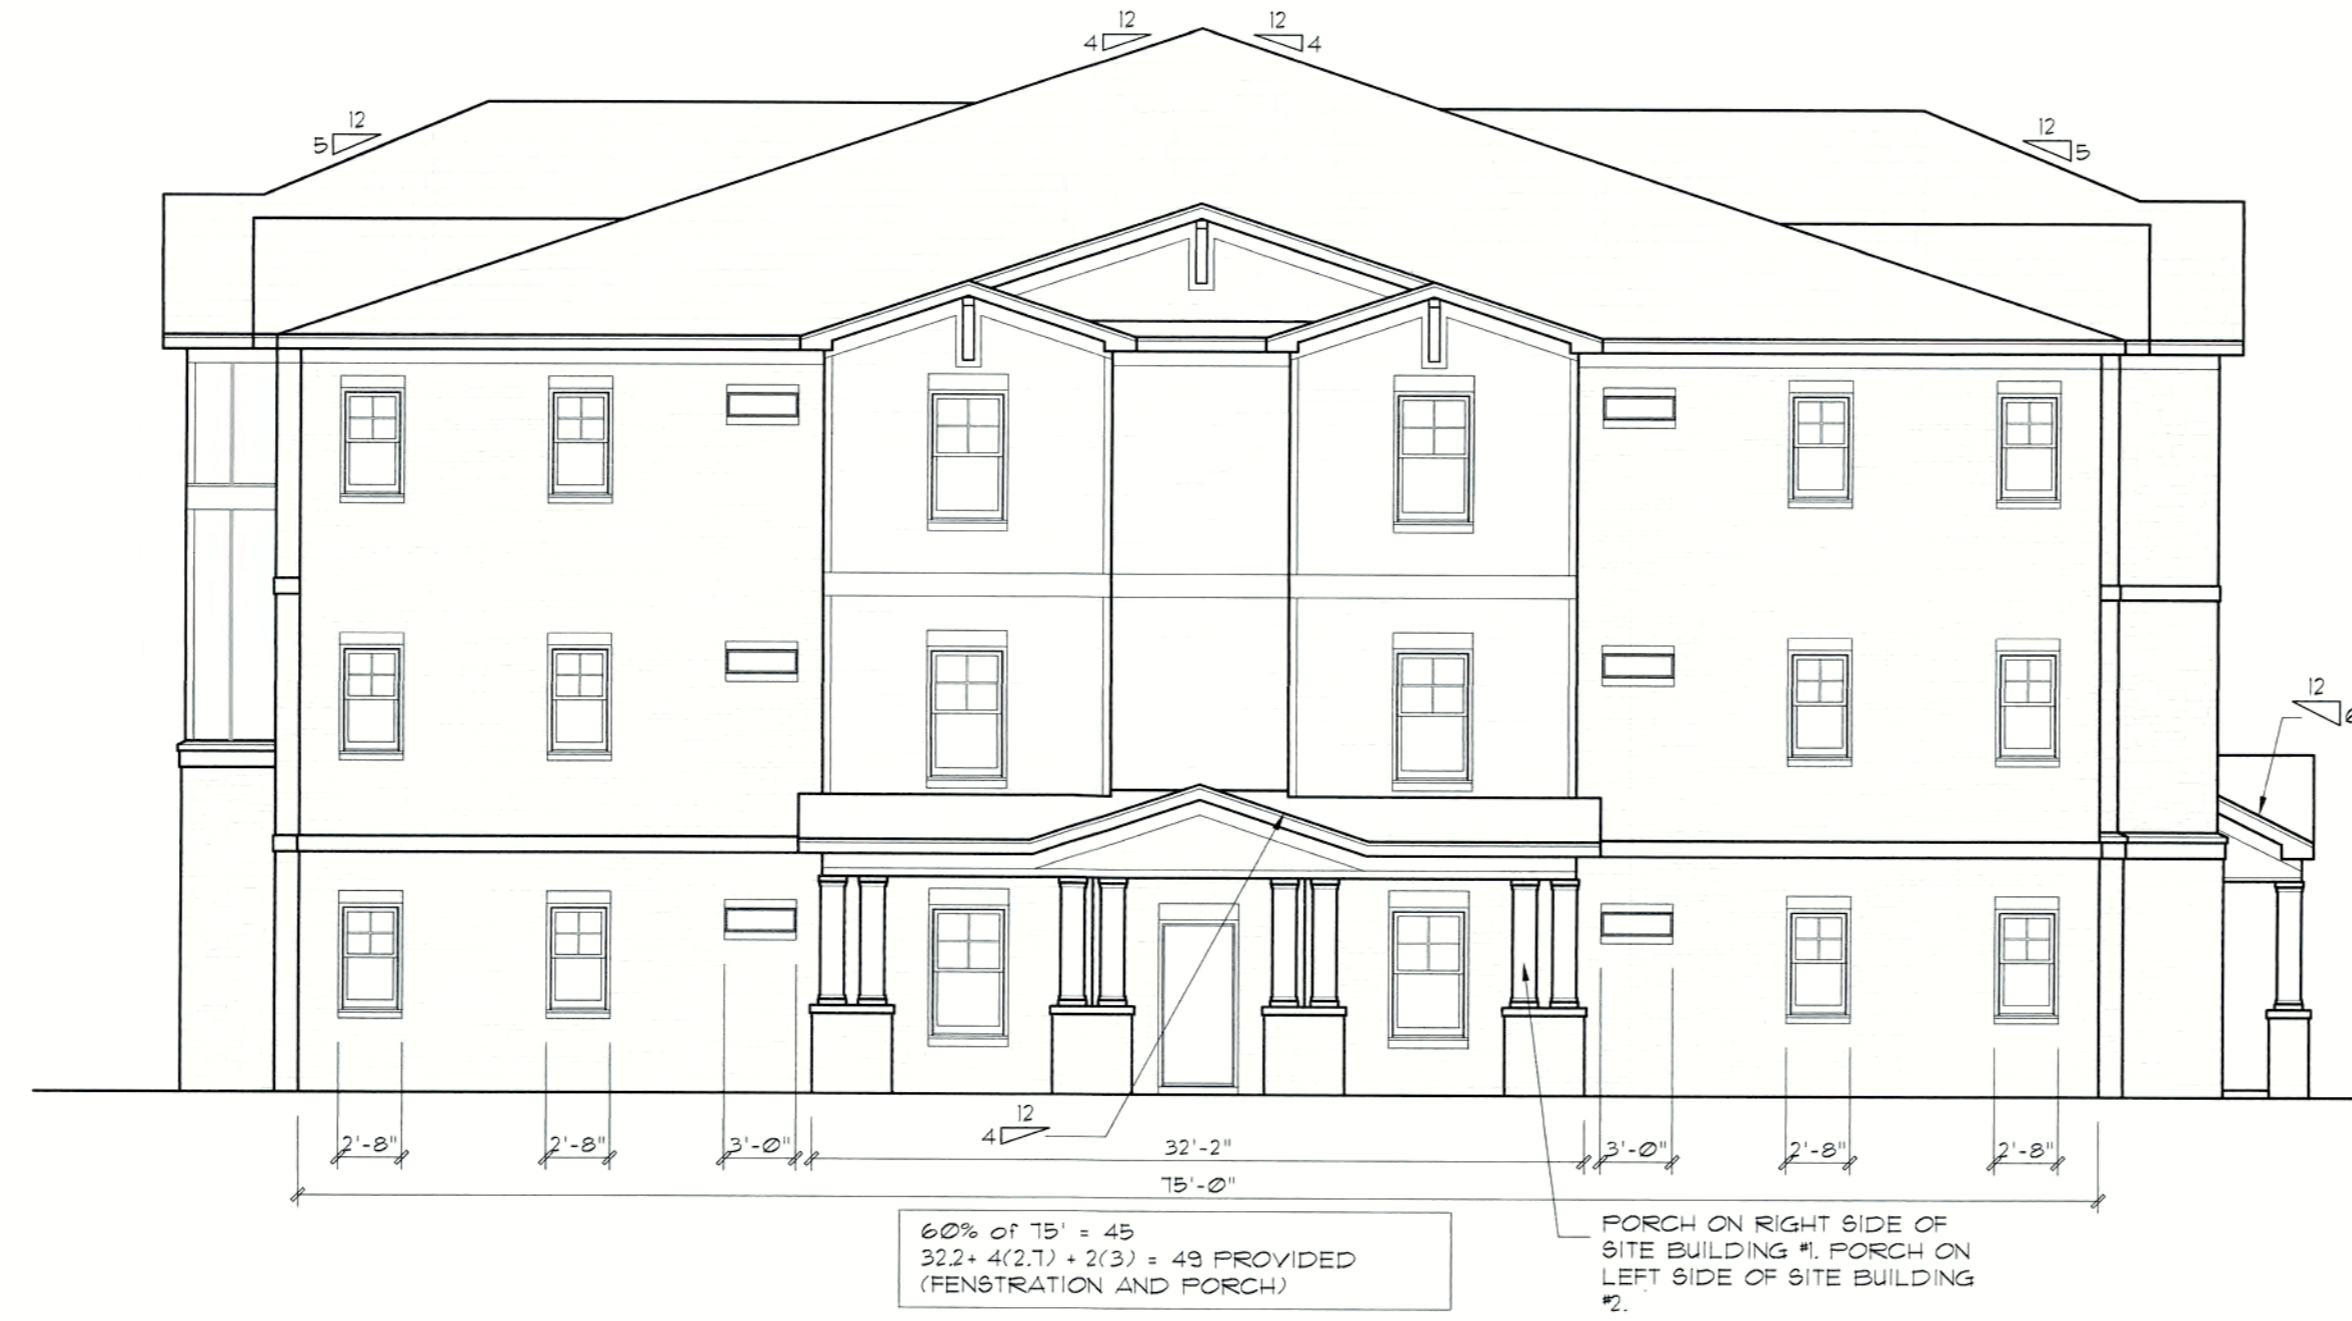 12 12
4 4
12
5
12
5
12
6
12
4
2'-8" 2'-8" 3'-0" 32'-2" 3'-0" 2'-8" 2'-8"
75'-0"
60% of 75' = 45
32.2+ 4(2.7) + 2(3) = 49 PROVIDED
(FENSTRATION AND PORCH)
PORCH ON RIGHT SIDE OF
SITE BUILDING #1. PORCH ON
LEFT SIDE OF SITE BUILDING
#2.